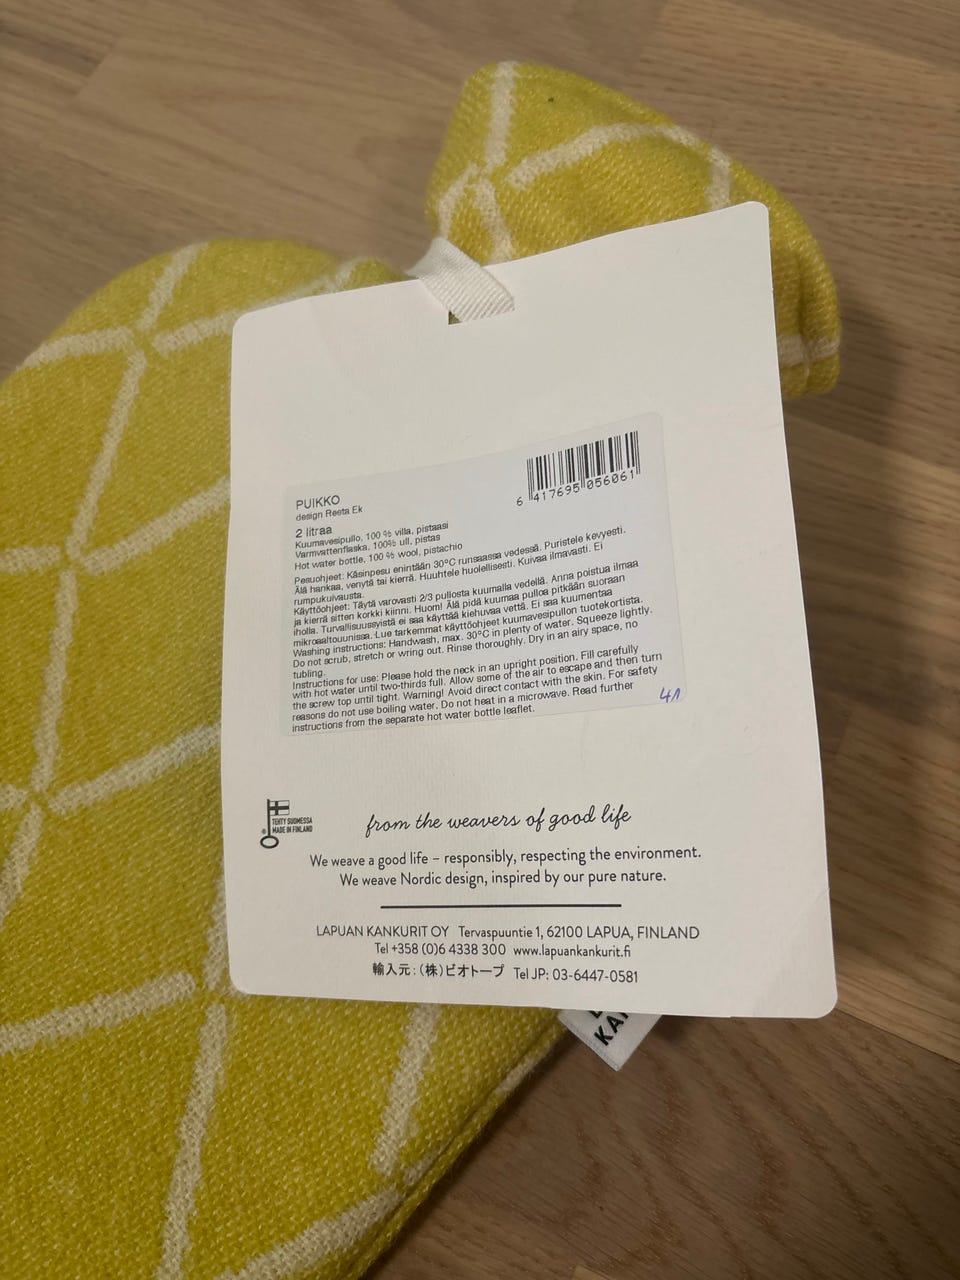 PUIKKO
design Reeta Ek
6 417695 056061
2 litraa
Kuumavesipullo, 100 % villa, pistaasi
Varmvattenflaska, 100% ull, pistas
Hot water bottle, 100 % wool, pistachio
Pesuohjeet: Käsinpesu enintään 30°C runsaassa vedessä. Puristele kevyesti.
Älä hankaa, venytä tai kierrä. Huuhtele huolellisesti. Kuivaa ilmavasti. Ei
rumpukuivausta.
Käyttöohjeet: Täytä varovasti 2/3 pullosta kuumalla vedellä. Anna poistua ilmaa
ja kierrä sitten korkki kiinni. Huom! Älä pidä kuumaa pulloa pitkään suoraan
iholla. Turvallisuussyistä ei saa käyttää kiehuvaa vettä. Ei saa kuumentaa
mikroaaltouunissa. Lue tarkemmat käyttöohjeet kuumavesipullon tuotekortista.
Washing instructions: Handwash, max. 30°C in plenty of water. Squeeze lightly.
Do not scrub, stretch or wring out. Rinse thoroughly. Dry in an airy space, no
tubling.
Instructions for use: Please hold the neck in an upright position. Fill carefully
with hot water until two-thirds full. Allow some of the air to escape and then turn
the screw top until tight. Warning! Avoid direct contact with the skin. For safety
reasons do not use boiling water. Do not heat in a microwave. Read further
instructions from the separate hot water bottle leaflet.
TEHTY SUOMESSA
MADE IN FINLAND
from the weavers of good life
We weave a good life – responsibly, respecting the environment.
We weave Nordic design, inspired by our pure nature.
LAPUAN KANKURIT OY Tervaspuuntie 1, 62100 LAPUA, FINLAND
Tel +358 (0)6 4338 300 www.lapuankankurit.fi
輸入元：（株）ビオトープ Tel JP: 03-6447-0581